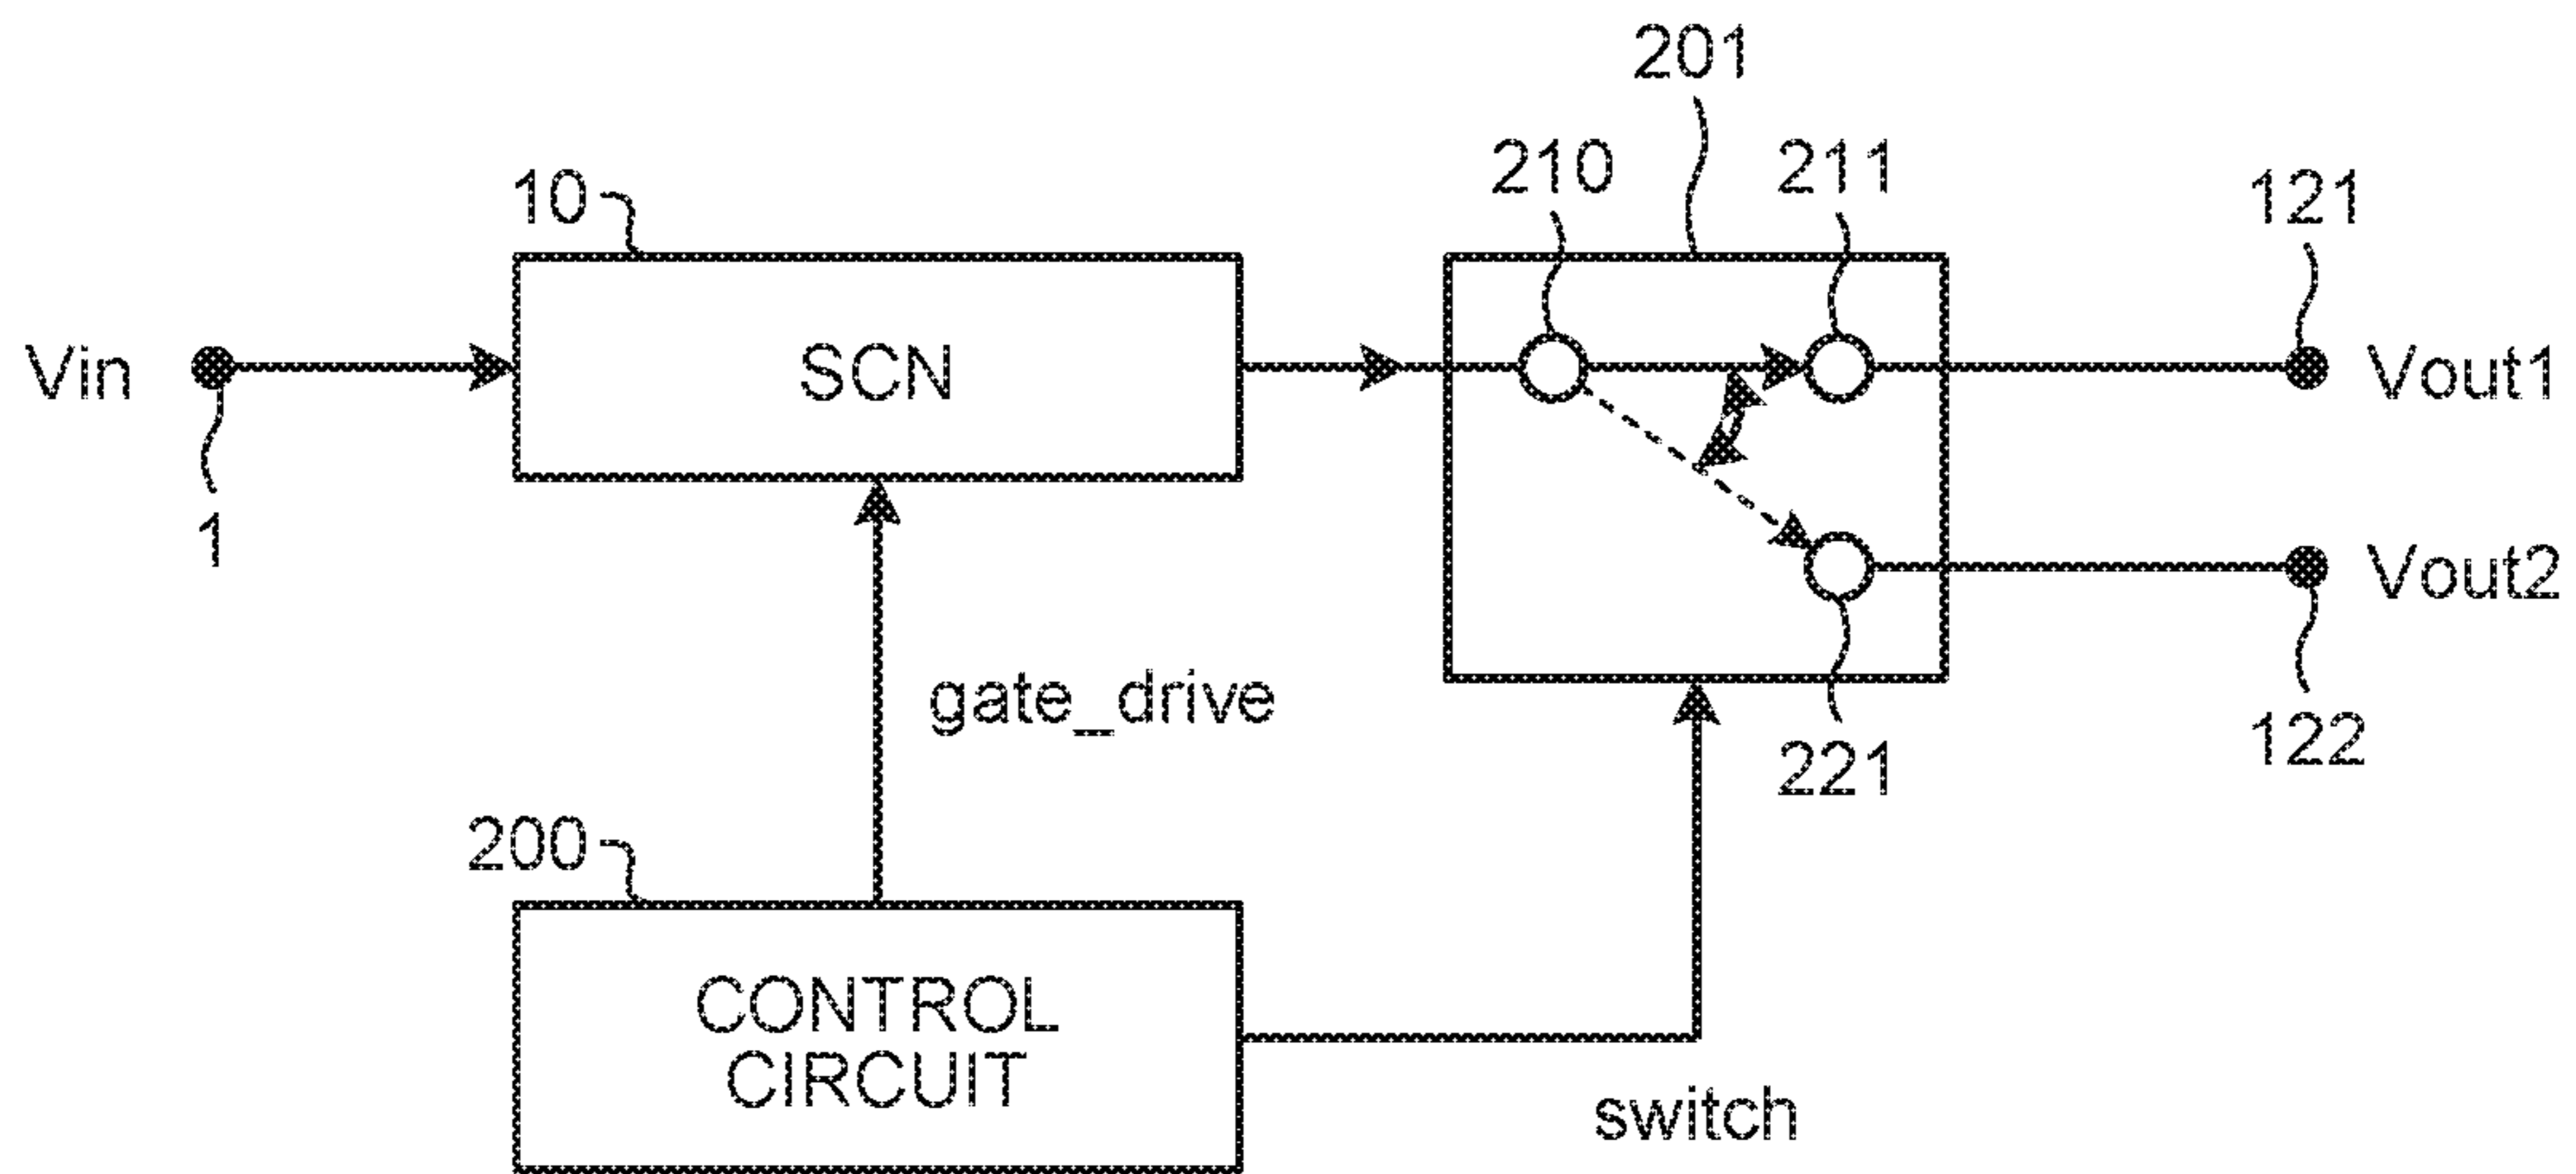 201
210
211
10
121
Vin
SCN
Vout1
1
Vout2
gate_drive
221
122
200
CONTROL
CIRCUIT
switch